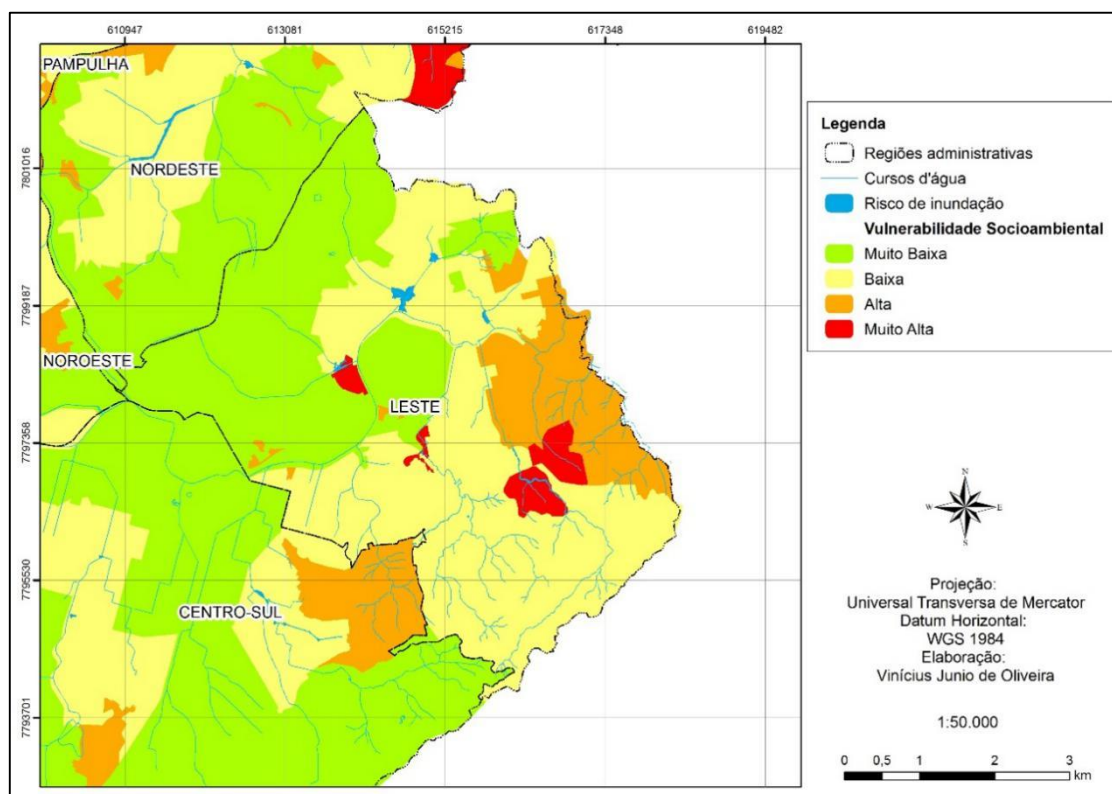 610947 613081 615215 617348 619482
PAMPULHA
7801016
NORDESTE
7799187
NOROESTE
LESTE
7797358
7795530
CENTRO-SUL
7793701
Legenda
Regiões administrativas
Cursos d'água
Risco de inundação
Vulnerabilidade Socioambiental
Muito Baixa
Baixa
Alta
Muito Alta
N
W E
S
Projeção:
Universal Transversa de Mercator
Datum Horizontal:
WGS 1984
Elaboração:
Vinícius Junio de Oliveira
1:50.000
0 0,5 1 2 3
km